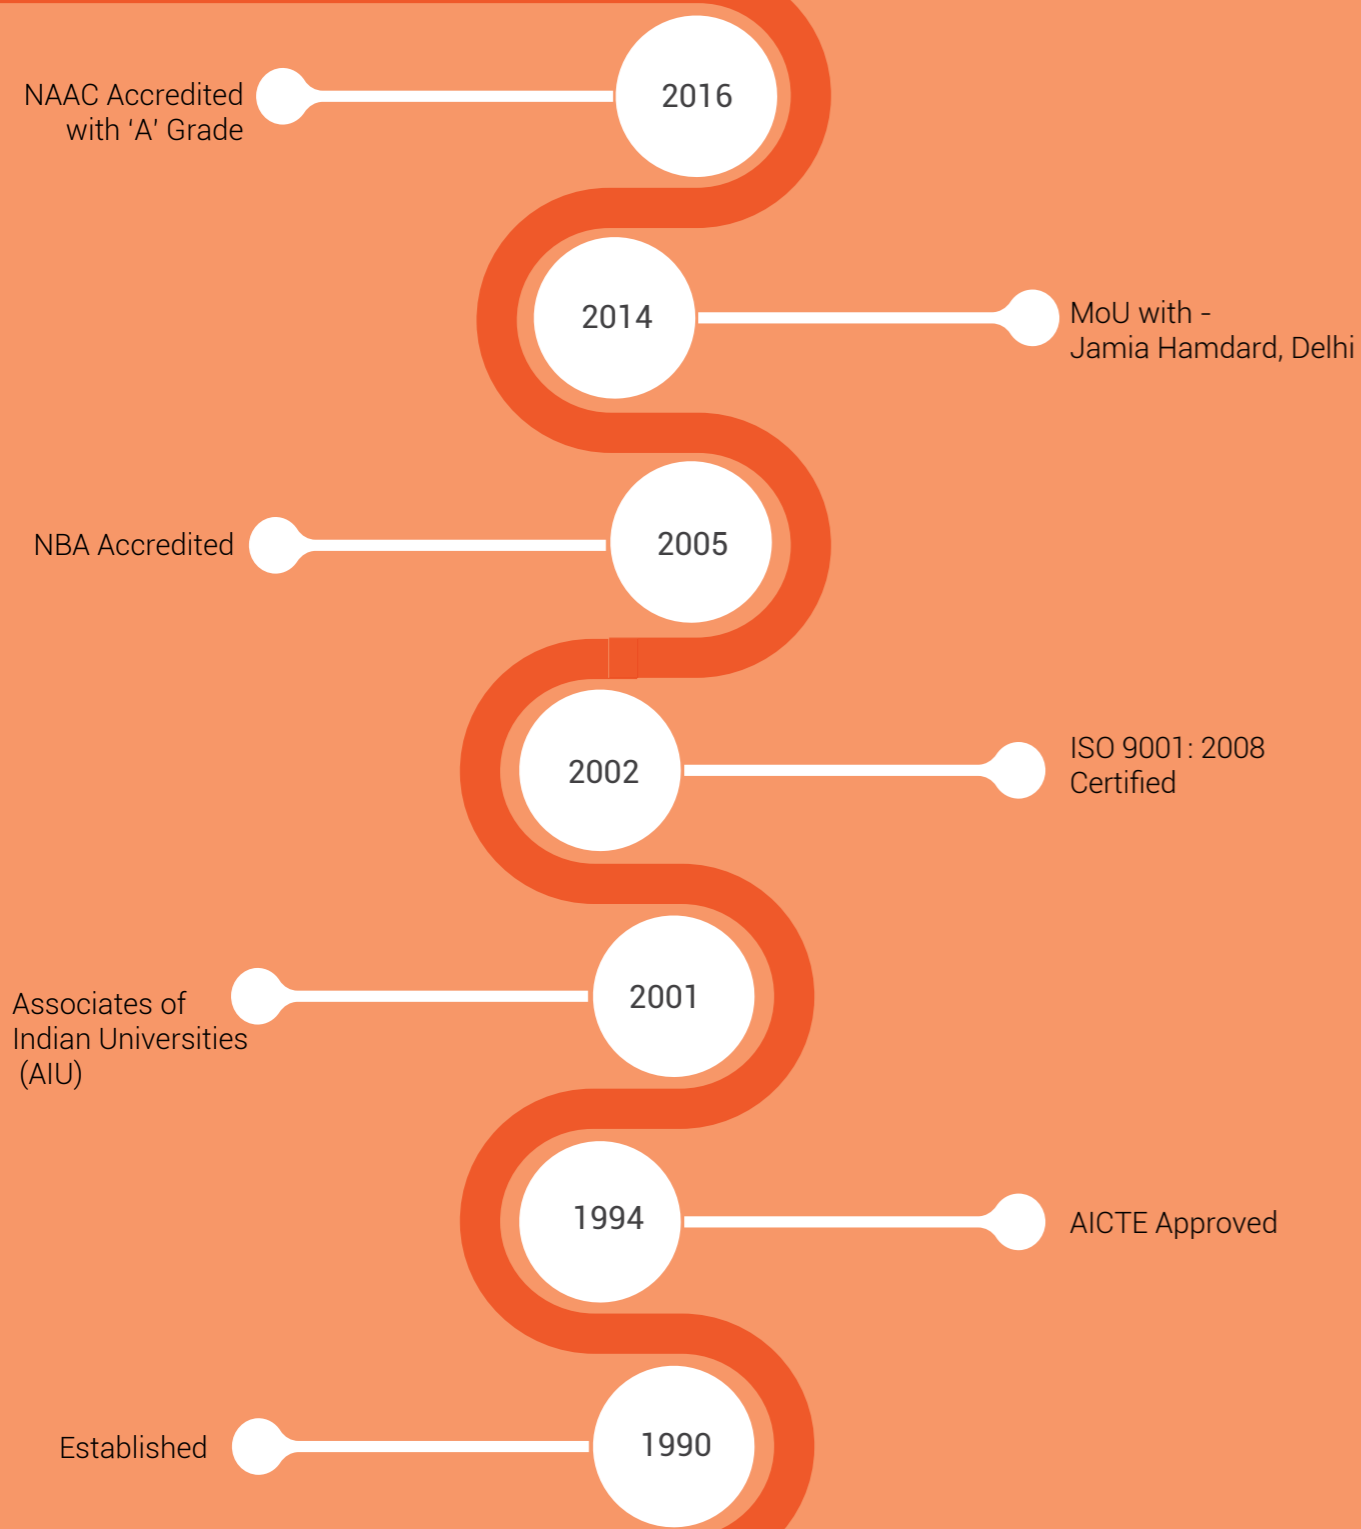 2016
NAAC Accredited
with ‘A’ Grade
2014
MoU with -
Jamia Hamdard, Delhi
2005
NBA Accredited
2002
ISO 9001: 2008
Certified
2001
Associates of
Indian Universities
(AIU)
1994
AICTE Approved
1990
Established